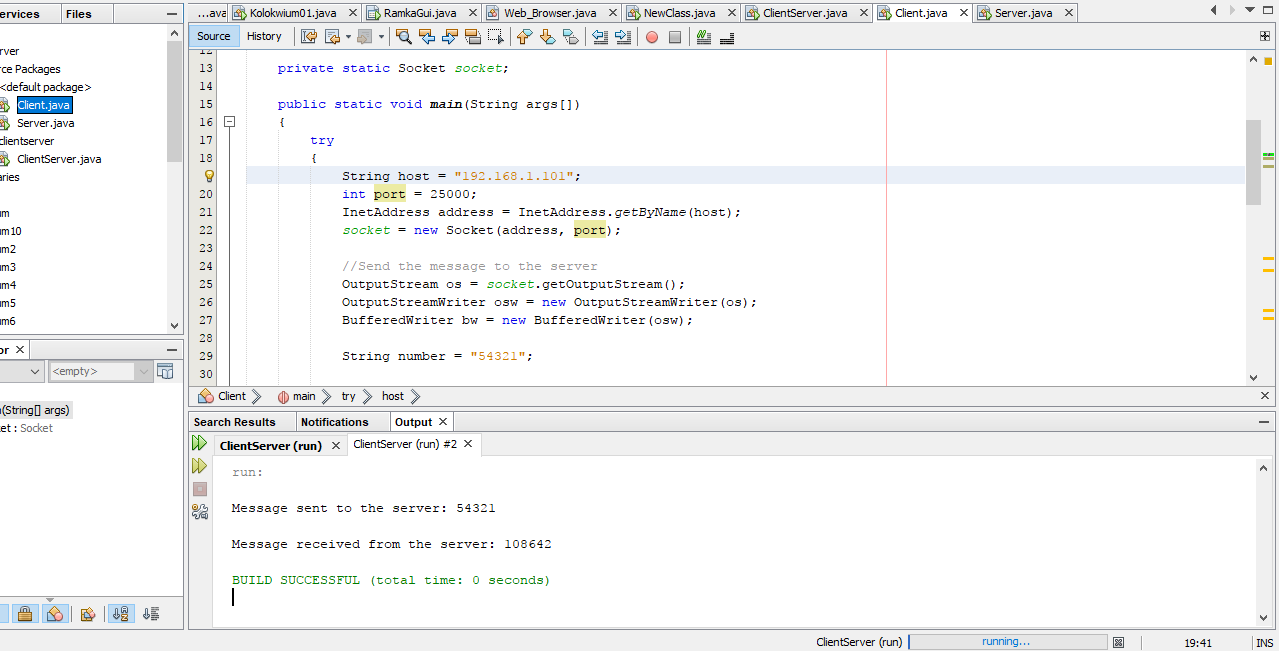 ervices Files
...ava Kolokwium01.java RamkaGui.java Web_Browser.java NewClass.java ClientServer.java Client.java Server.java
Source History
rver
rce Packages
<default package>
Client.java
Server.java
clientserver
ClientServer.java
aries
um
um10
um2
um3
um4
um5
um6
12
13 private static Socket socket;
14
15 public static void main(String args[])
16 {
17 try
18 {
String host = "192.168.1.101";
20 int port = 25000;
21 InetAddress address = InetAddress.getByName(host);
22 socket = new Socket(address, port);
23
24 //Send the message to the server
25 OutputStream os = socket.getOutputStream();
26 OutputStreamWriter osw = new OutputStreamWriter(os);
27 BufferedWriter bw = new BufferedWriter(osw);
28
29 String number = "54321";
30
Client main try host
or
<empty>
(String[] args)
ket : Socket
Search Results Notifications Output
ClientServer (run) ClientServer (run) #2
run:
Message sent to the server: 54321
Message received from the server: 108642
BUILD SUCCESSFUL (total time: 0 seconds)
ClientServer (run) running... 19:41 INS